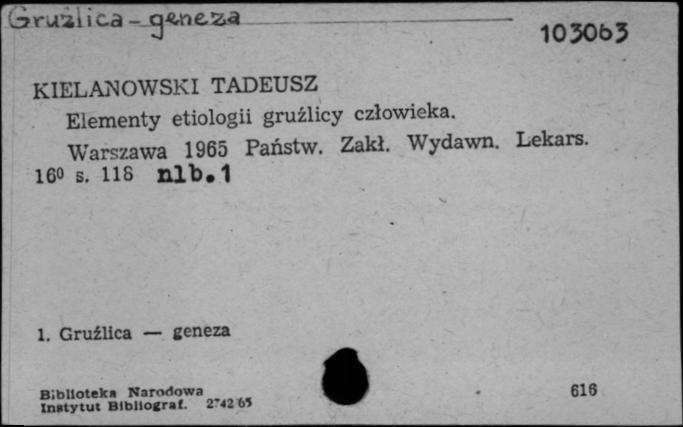 Gruźlica - geneza
103063
KIELANOWSKI TADEUSZ
Elementy etiologii gruźlicy człowieka.
Warszawa 1965 Państw. Zakł. Wydawn. Lekars.
16⁰ s. 118 nlb. 1
1. Gruźlica — geneza
Biblioteka Narodowa
Instytut Bibliograf. 2742 65
616